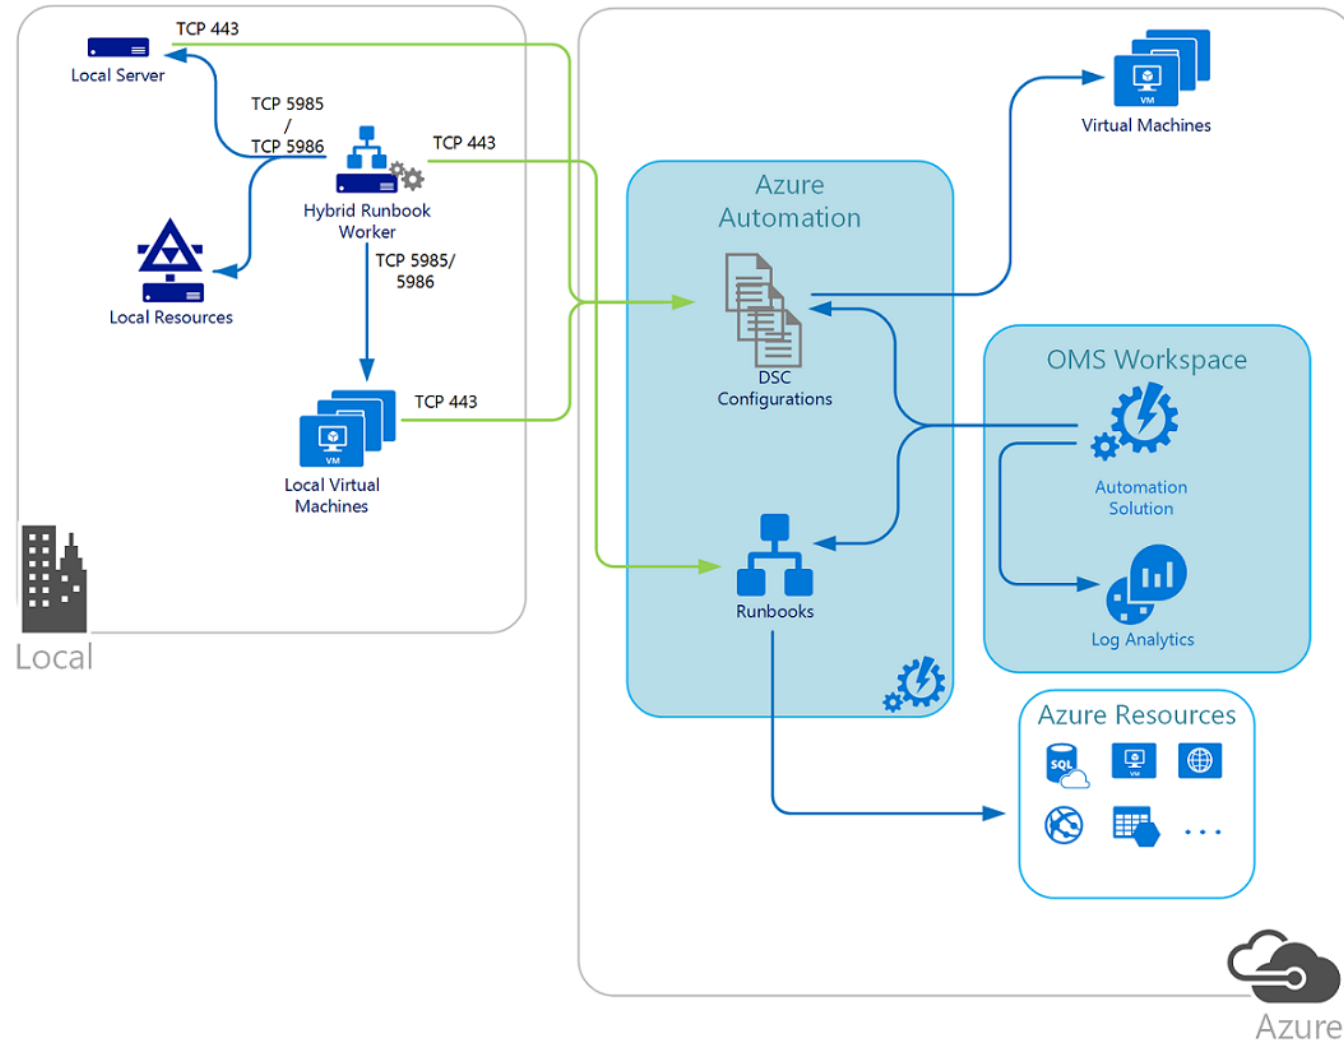 TCP 443
Local Server
TCP 5985
/
TCP 5986
TCP 443
Hybrid Runbook
Worker
TCP 5985/
5986
Local Resources
TCP 443
VM
Local Virtual
Machines
Local
VM
Virtual Machines
Azure
Automation
DSC
Configurations
Runbooks
OMS Workspace
Automation
Solution
Log Analytics
Azure Resources
SQL
VM
...
Azure